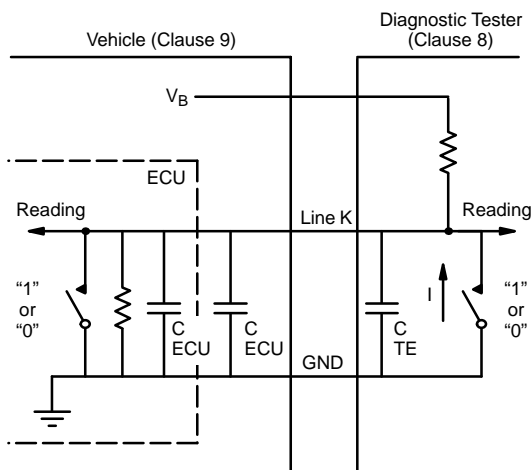 Diagnostic Tester
(Clause 8)
Vehicle (Clause 9)
VB
ECU
Reading
Line K
Reading
"1"
or
"0"
C
ECU
C
ECU
C
TE
I
"1"
or
"0"
GND